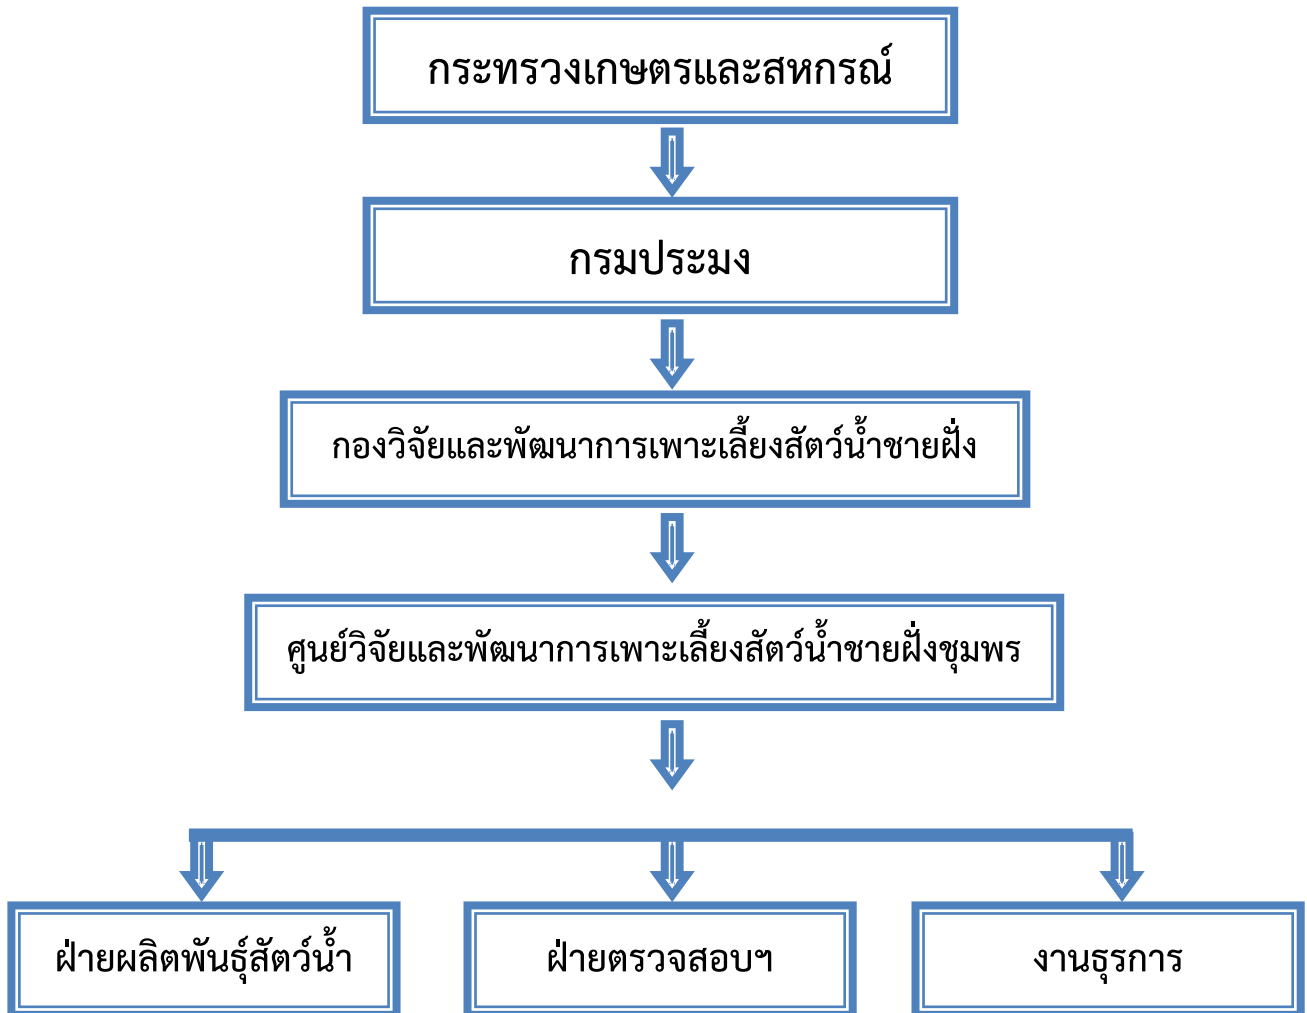 กระทรวงเกษตรและสหกรณ์
กรมประมง
กองวิจัยและพัฒนาการเพาะเลี้ยงสัตว์น้ำชายฝั่ง
ศูนย์วิจัยและพัฒนาการเพาะเลี้ยงสัตว์น้ำชายฝั่งชุมพร
ฝ่ายผลิตพันธุ์สัตว์น้ำ
ฝ่ายตรวจสอบฯ
งานธุรการ